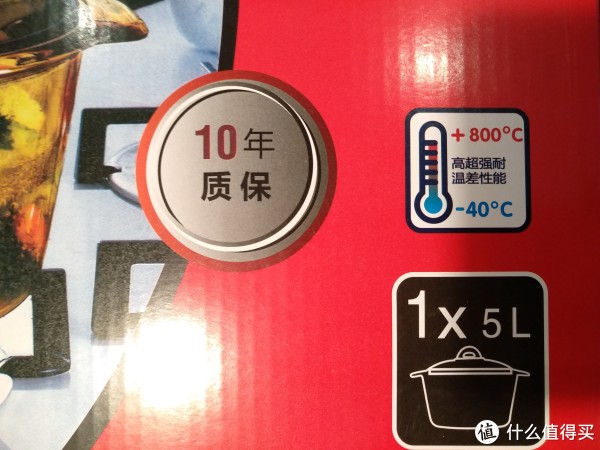 10年
质保
+800°C
高超强耐
温差性能
-40°C
1x 5L
值 什么值得买